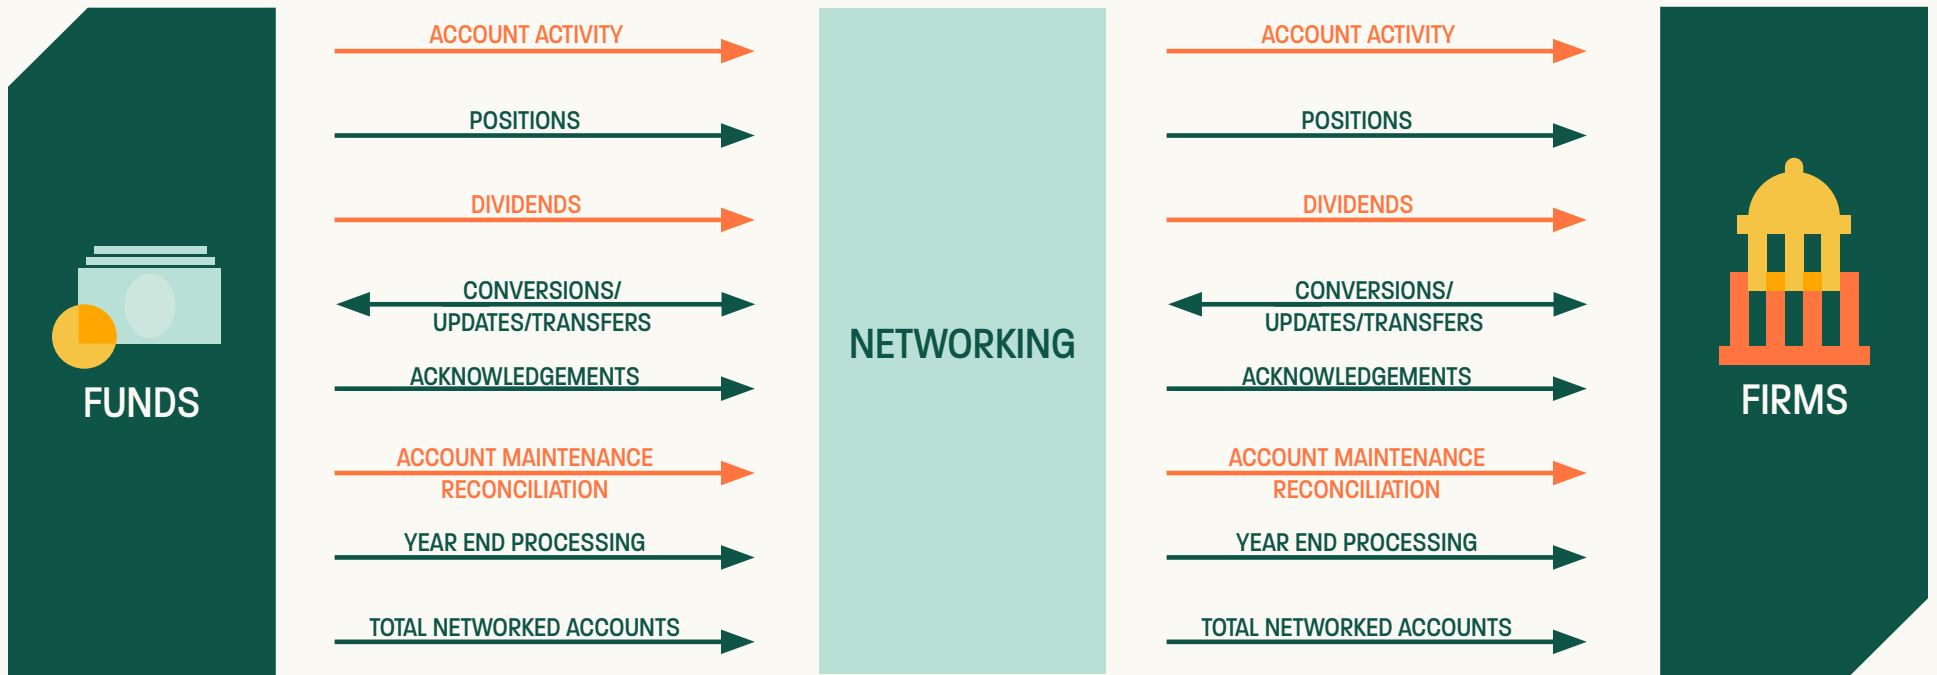 FUNDS
ACCOUNT ACTIVITY
POSITIONS
DIVIDENDS
CONVERSIONS/
UPDATES/TRANSFERS
ACKNOWLEDGEMENTS
ACCOUNT MAINTENANCE
RECONCILIATION
YEAR END PROCESSING
TOTAL NETWORKED ACCOUNTS
NETWORKING
ACCOUNT ACTIVITY
POSITIONS
DIVIDENDS
CONVERSIONS/
UPDATES/TRANSFERS
ACKNOWLEDGEMENTS
ACCOUNT MAINTENANCE
RECONCILIATION
YEAR END PROCESSING
TOTAL NETWORKED ACCOUNTS
FIRMS